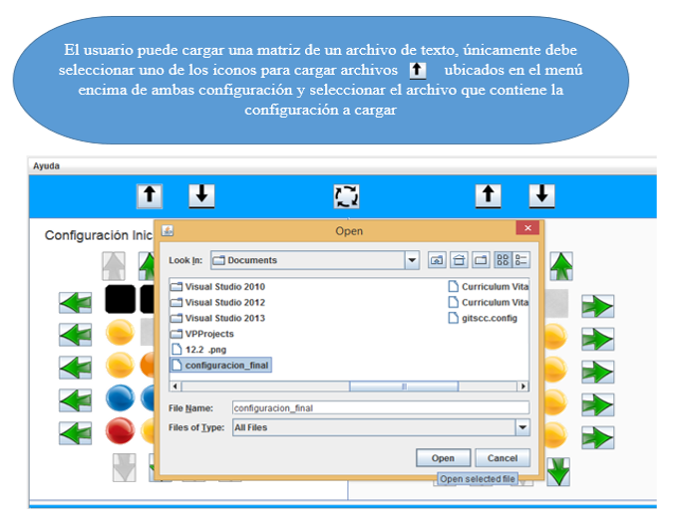 El usuario puede cargar una matriz de un archivo de texto, únicamente debe
seleccionar uno de los iconos para cargar archivos ubicados en el menú
encima de ambas configuración y seleccionar el archivo que contiene la
configuración a cargar
Ayuda
Configuración Inic
Open
Look In: Documents
Visual Studio 2010
Visual Studio 2012
Visual Studio 2013
VPProjects
12.2 .png
configuracion_final
Curriculum Vita
Curriculum Vita
gitscc.config
File Name: configuracion_final
Files of Type: All Files
Open Cancel
Open selected file